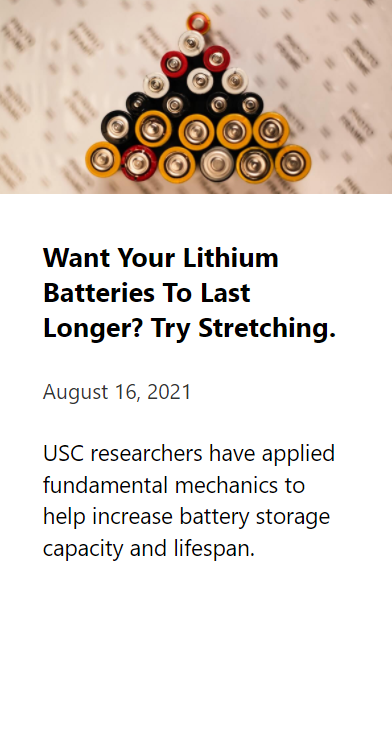 Want Your Lithium
Batteries To Last
Longer? Try Stretching.
August 16, 2021
USC researchers have applied
fundamental mechanics to
help increase battery storage
capacity and lifespan.